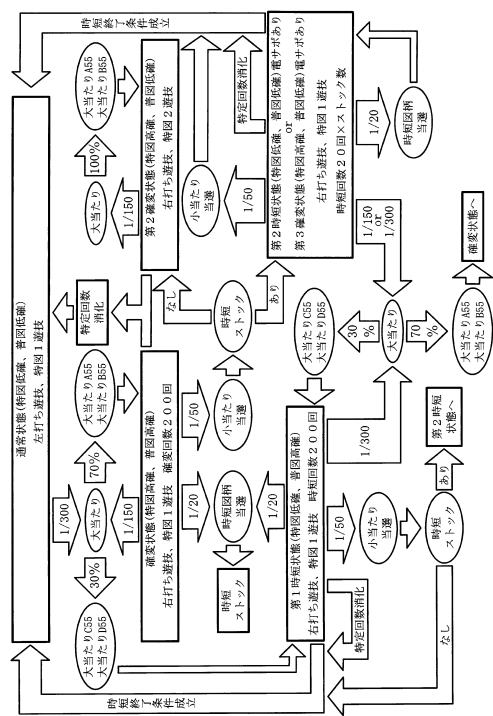 通常状態(特図低確、普図低確)
左打ち遊技、特図1遊技
時短終了条件成立
時短終了条件成立
1/300
大当たり
30%
70%
大当たりC55
大当たりD55
大当たりA55
大当たりB55
1/150
特定回数
消化
大当たり
100%
大当たりA55
大当たりB55
1/150
確変状態(特図高確、普図高確)
右打ち遊技、特図1遊技 確変回数200回
第2確変状態(特図高確、普図低確)
右打ち遊技、特図2遊技
1/20
時短図柄
当選
1/20
時短
ストック
1/50
小当たり
当選
時短
ストック
なし
あり
小当たり
当選
1/50
特定回数消化
第1時短状態(特図低確、普図高確)
右打ち遊技、特図1遊技 時短回数200回
大当たりC55
大当たりD55
第2時短状態(特図低確、普図低確)電サポあり
or
第3確変状態(特図高確、普図低確)電サポあり
右打ち遊技、特図1遊技
時短回数20回×ストック数
特定回数消化
1/50
小当たり
当選
時短
ストック
なし
あり
第2時短
状態へ
1/300
大当たり
30
%
70
%
1/150
or
1/300
大当たりA55
大当たりB55
確変状態へ
1/20
時短図柄
当選